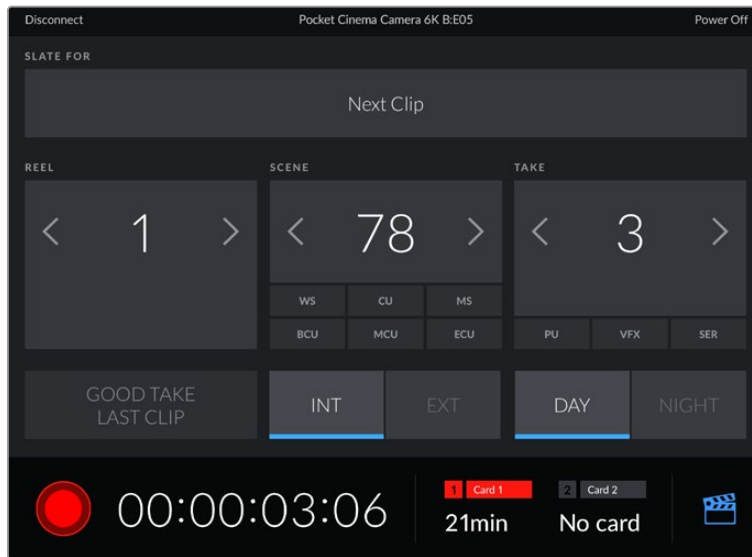 Disconnect Pocket Cinema Camera 6K B:E05 Power Off
SLATE FOR
Next Clip
REEL SCENE TAKE
1 78 3
WS CU MS
BCU MCU ECU PU VFX SER
GOOD TAKE
LAST CLIP
INT EXT DAY NIGHT
00:00:03:06
1 Card 1 2 Card 2
21min No card